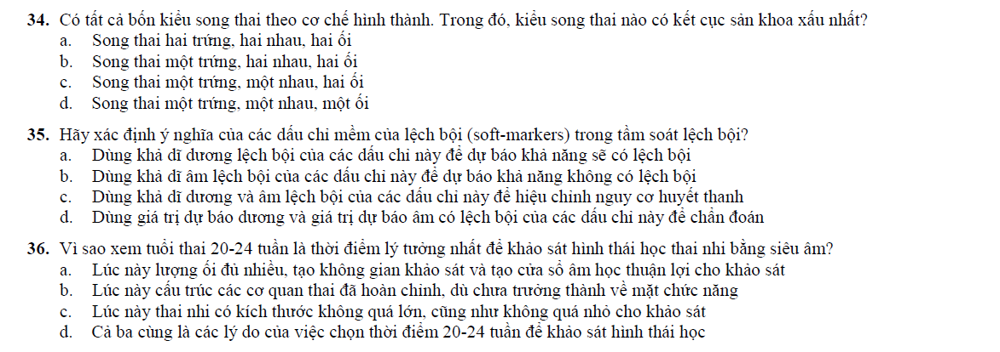 34. Có tất cả bốn kiểu song thai theo cơ chế hình thành. Trong đó, kiểu song thai nào có kết cục sản khoa xấu nhất?
a. Song thai hai trứng, hai nhau, hai ối
b. Song thai một trứng, hai nhau, hai ối
c. Song thai một trứng, một nhau, hai ối
d. Song thai một trứng, một nhau, một ối
35. Hãy xác định ý nghĩa của các dấu chỉ mềm của lệch bội (soft-markers) trong tầm soát lệch bội?
a. Dùng khả dĩ dương lệch bội của các dấu chỉ này để dự báo khả năng sẽ có lệch bội
b. Dùng khả dĩ âm lệch bội của các dấu chỉ này để dự báo khả năng không có lệch bội
c. Dùng khả dĩ dương và âm lệch bội của các dấu chỉ này để hiệu chỉnh nguy cơ huyết thanh
d. Dùng giá trị dự báo dương và giá trị dự báo âm có lệch bội của các dấu chỉ này để chẩn đoán
36. Vì sao xem tuổi thai 20-24 tuần là thời điểm lý tưởng nhất để khảo sát hình thái học thai nhi bằng siêu âm?
a. Lúc này lượng ối đủ nhiều, tạo không gian khảo sát và tạo cửa sổ âm học thuận lợi cho khảo sát
b. Lúc này cấu trúc các cơ quan thai đã hoàn chỉnh, dù chưa trưởng thành về mặt chức năng
c. Lúc này thai nhi có kích thước không quá lớn, cũng như không quá nhỏ cho khảo sát
d. Cả ba cùng là các lý do của việc chọn thời điểm 20-24 tuần để khảo sát hình thái học